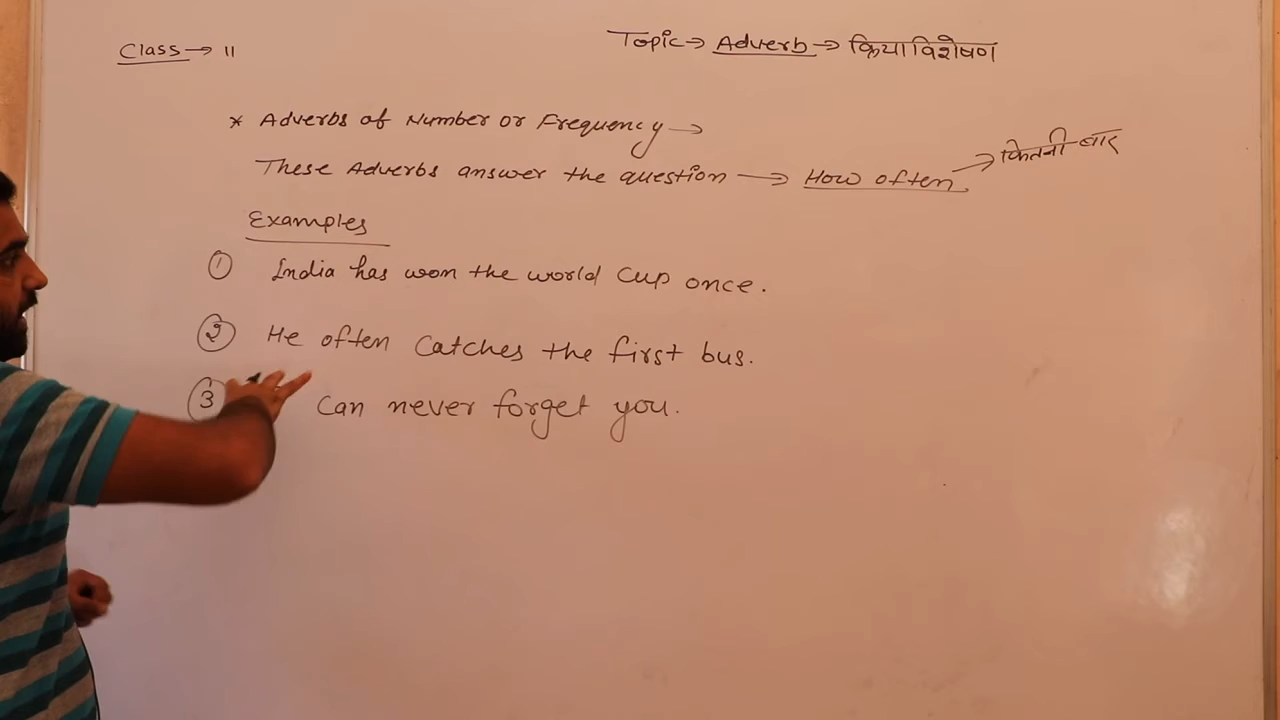 Class → 11
Topic → Adverb → क्रिया विशेषण
* Adverbs of Number or Frequency →
These Adverbs answer the question → How often. → कितनी बार
Examples
① India has won the world Cup once.
② He often Catches the first bus.
③ Can never forget you.